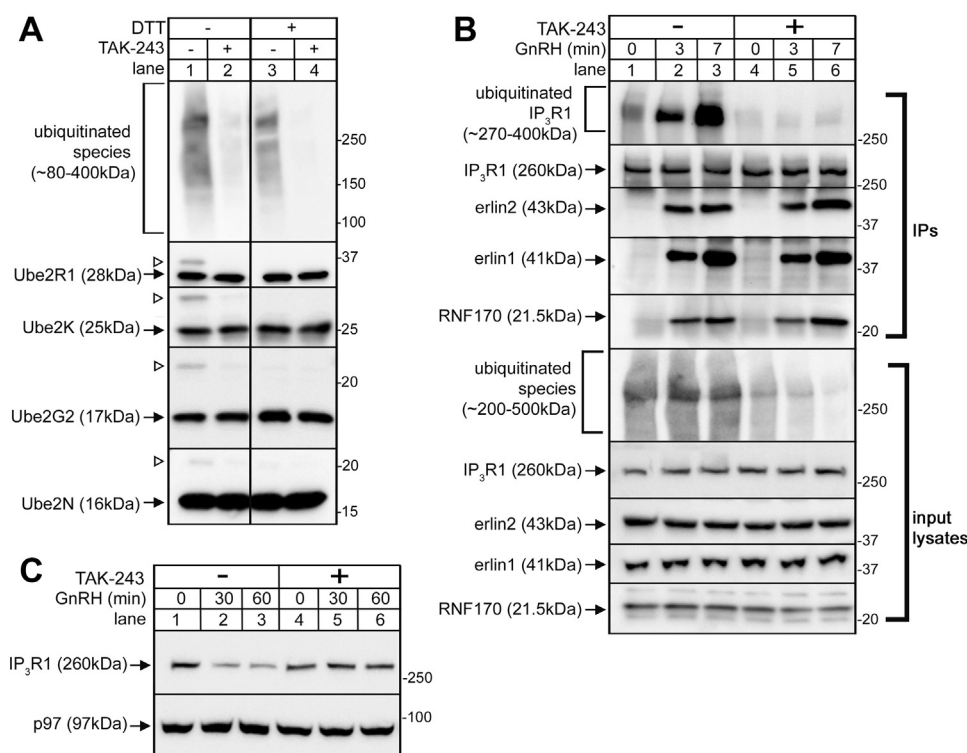 A
DTT - +
TAK-243 - + - +
lane 1 2 3 4
ubiquitinated
species
(~80-400kDa)
-250
-150
-100
-37
Ube2R1 (28kDa)
Ube2K (25kDa)
-25
-20
Ube2G2 (17kDa)
-20
Ube2N (16kDa)
-15
B
TAK-243 - +
GnRH (min) 0 3 7 0 3 7
lane 1 2 3 4 5 6
ubiquitinated
IP3R1
(~270-400kDa)
-250
IP3R1 (260kDa)
-250
erlin2 (43kDa)
-37
erlin1 (41kDa)
-37
RNF170 (21.5kDa)
-20
IPs
ubiquitinated
species
(~200-500kDa)
-250
IP3R1 (260kDa)
-250
erlin2 (43kDa)
-37
erlin1 (41kDa)
-37
RNF170 (21.5kDa)
-20
input
lysates
C
TAK-243 - +
GnRH (min) 0 30 60 0 30 60
lane 1 2 3 4 5 6
IP3R1 (260kDa)
-250
-100
p97 (97kDa)